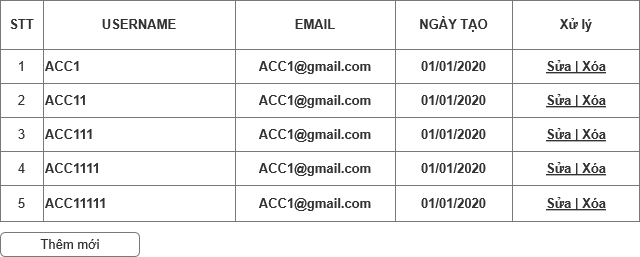 STT USERNAME EMAIL NGÀY TẠO Xử lý
1 ACC1 ACC1@gmail.com 01/01/2020 Sửa | Xóa
2 ACC11 ACC1@gmail.com 01/01/2020 Sửa | Xóa
3 ACC111 ACC1@gmail.com 01/01/2020 Sửa | Xóa
4 ACC1111 ACC1@gmail.com 01/01/2020 Sửa | Xóa
5 ACC11111 ACC1@gmail.com 01/01/2020 Sửa | Xóa
Thêm mới